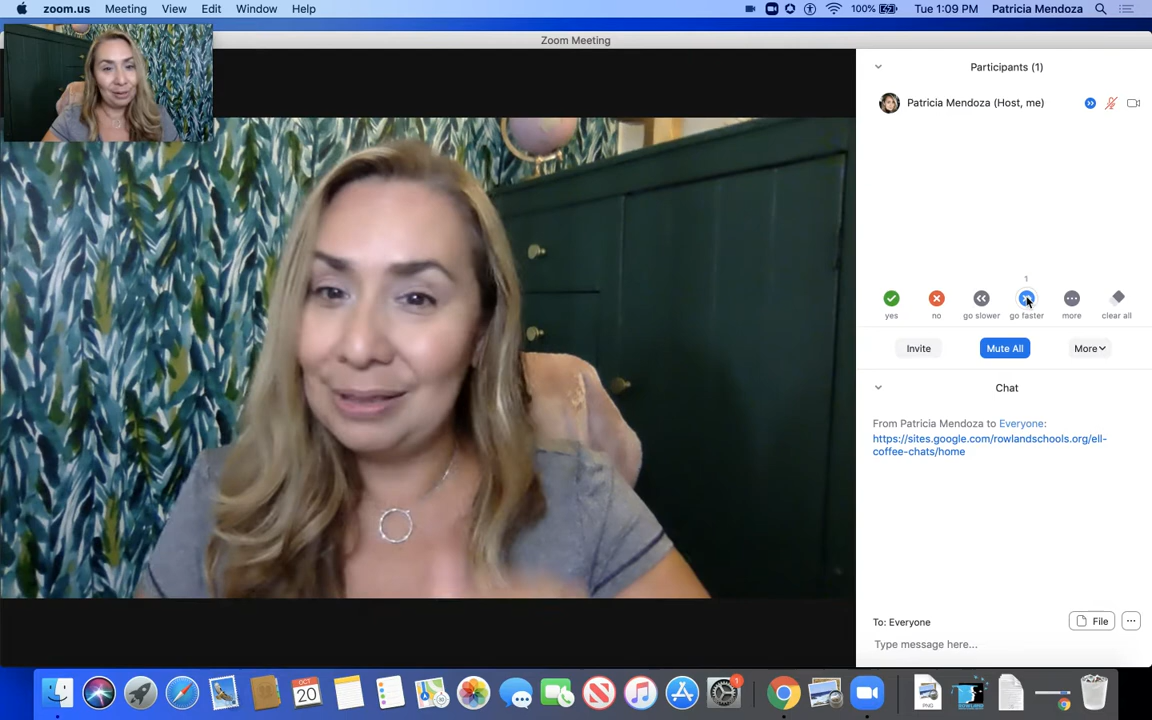 zoom.us Meeting View Edit Window Help 100% Tue 1:09 PM Patricia Mendoza
Zoom Meeting
Participants (1)
Patricia Mendoza (Host, me)
1
yes no go slower go faster more clear all
Invite Mute All More
Chat
From Patricia Mendoza to Everyone:
https://sites.google.com/rowlandschools.org/ell-
coffee-chats/home
To: Everyone File
Type message here...
OCT
20
1
PNG